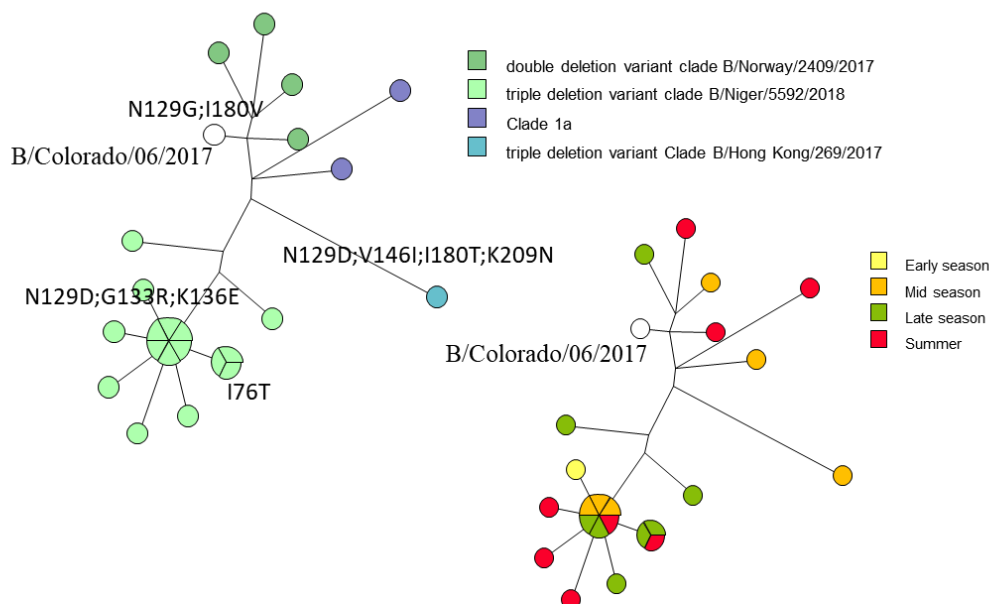 double deletion variant clade B/Norway/2409/2017
triple deletion variant clade B/Niger/5592/2018
Clade 1a
triple deletion variant Clade B/Hong Kong/269/2017
N129G;I180V
B/Colorado/06/2017
N129D;V146I;I180T;K209N
N129D;G133R;K136E
I76T
Early season
Mid season
Late season
Summer
B/Colorado/06/2017